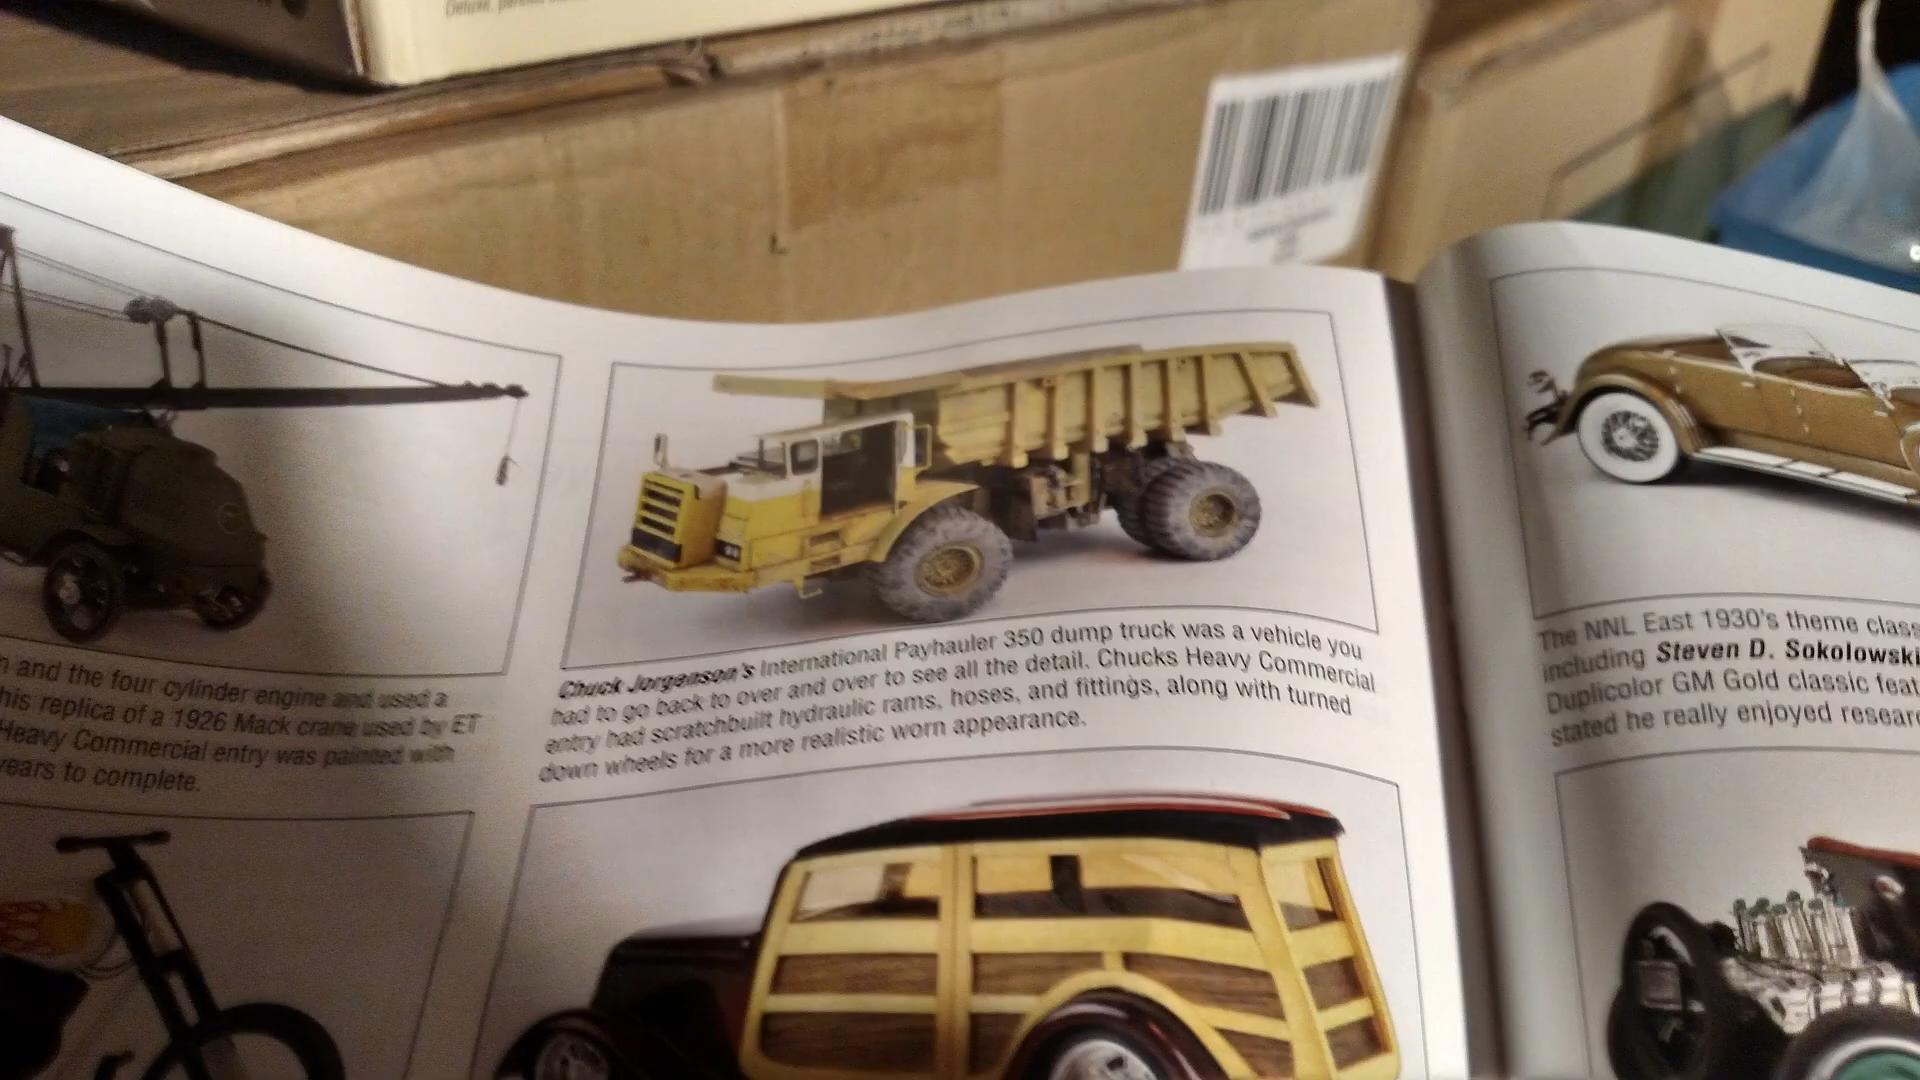 Deluxe,
n and the four cylinder engine and used a
his replica of a 1926 Mack crane used by ET
Heavy Commercial entry was painted with
years to complete.
Chuck Jorgenson's International Payhauler 350 dump truck was a vehicle you
had to go back to over and over to see all the detail. Chucks Heavy Commercial
entry had scratchbuilt hydraulic rams, hoses, and fittings, along with turned
down wheels for a more realistic worn appearance.
The NNL East 1930's theme class
including Steven D. Sokolowski
Duplicolor GM Gold classic feat
stated he really enjoyed researc